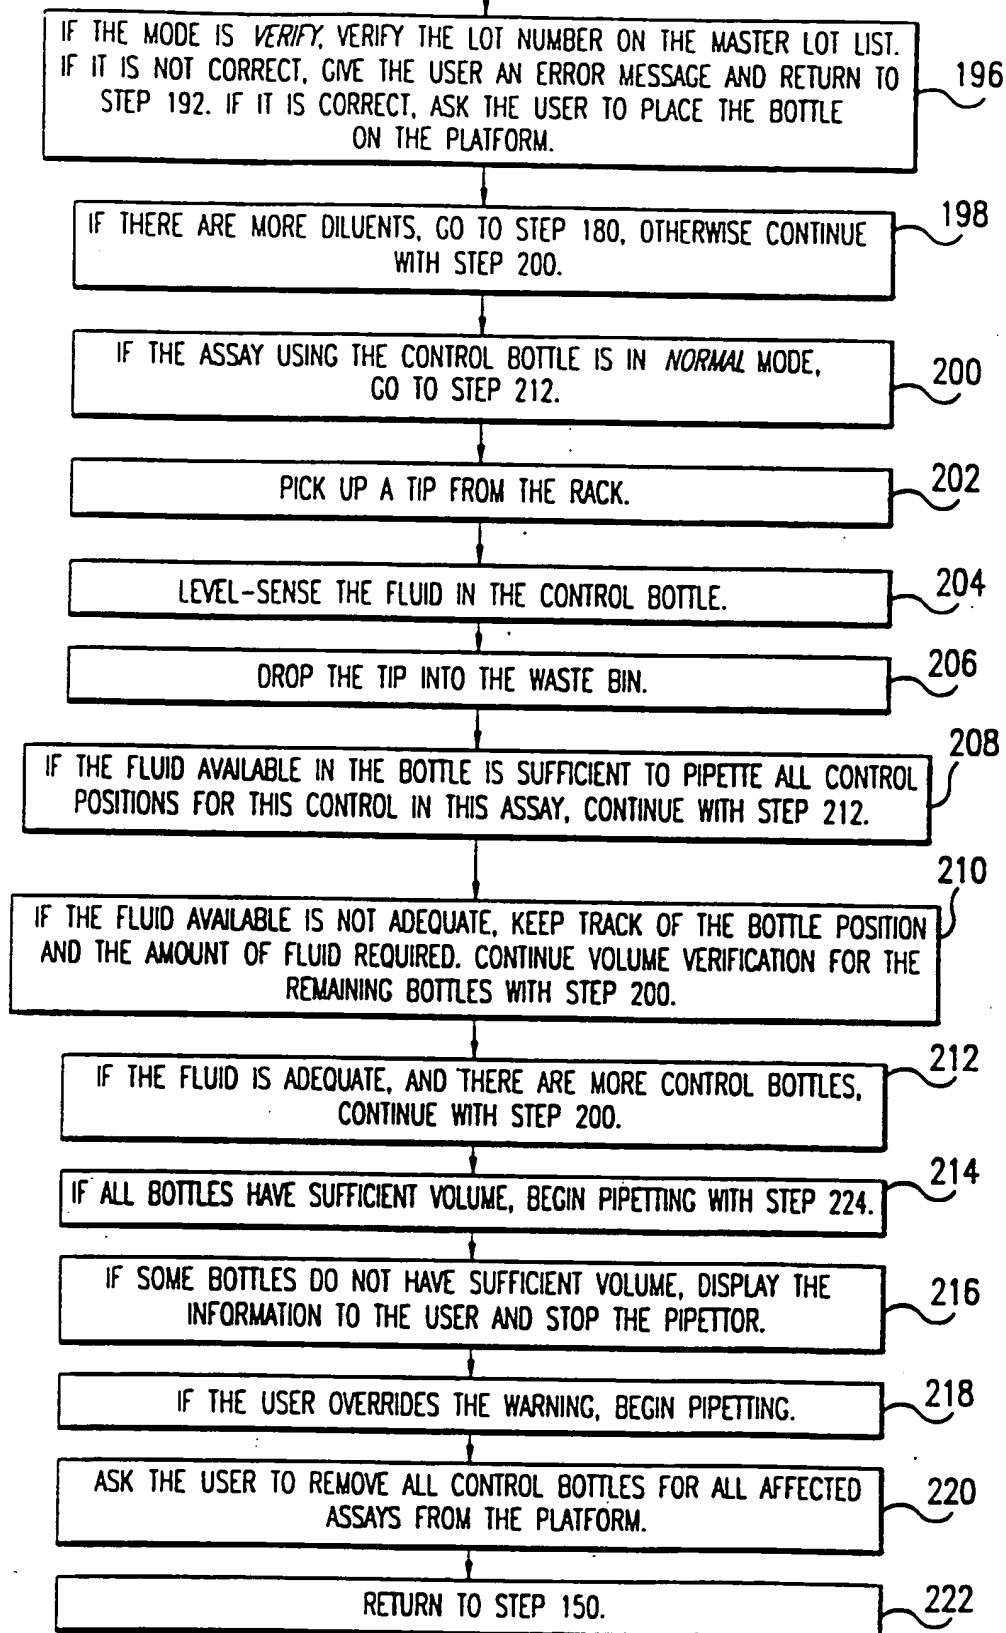 IF THE MODE IS VERIFY, VERIFY THE LOT NUMBER ON THE MASTER LOT LIST.
IF IT IS NOT CORRECT, GIVE THE USER AN ERROR MESSAGE AND RETURN TO
STEP 192. IF IT IS CORRECT, ASK THE USER TO PLACE THE BOTTLE
ON THE PLATFORM.
196
IF THERE ARE MORE DILUENTS, GO TO STEP 180, OTHERWISE CONTINUE
WITH STEP 200.
198
IF THE ASSAY USING THE CONTROL BOTTLE IS IN NORMAL MODE,
GO TO STEP 212.
200
PICK UP A TIP FROM THE RACK.
202
LEVEL-SENSE THE FLUID IN THE CONTROL BOTTLE.
204
DROP THE TIP INTO THE WASTE BIN.
206
IF THE FLUID AVAILABLE IN THE BOTTLE IS SUFFICIENT TO PIPETTE ALL CONTROL
POSITIONS FOR THIS CONTROL IN THIS ASSAY, CONTINUE WITH STEP 212.
208
IF THE FLUID AVAILABLE IS NOT ADEQUATE, KEEP TRACK OF THE BOTTLE POSITION
AND THE AMOUNT OF FLUID REQUIRED. CONTINUE VOLUME VERIFICATION FOR THE
REMAINING BOTTLES WITH STEP 200.
210
IF THE FLUID IS ADEQUATE, AND THERE ARE MORE CONTROL BOTTLES,
CONTINUE WITH STEP 200.
212
IF ALL BOTTLES HAVE SUFFICIENT VOLUME, BEGIN PIPETTING WITH STEP 224.
214
IF SOME BOTTLES DO NOT HAVE SUFFICIENT VOLUME, DISPLAY THE
INFORMATION TO THE USER AND STOP THE PIPETTOR.
216
IF THE USER OVERRIDES THE WARNING, BEGIN PIPETTING.
218
ASK THE USER TO REMOVE ALL CONTROL BOTTLES FOR ALL AFFECTED
ASSAYS FROM THE PLATFORM.
220
RETURN TO STEP 150.
222